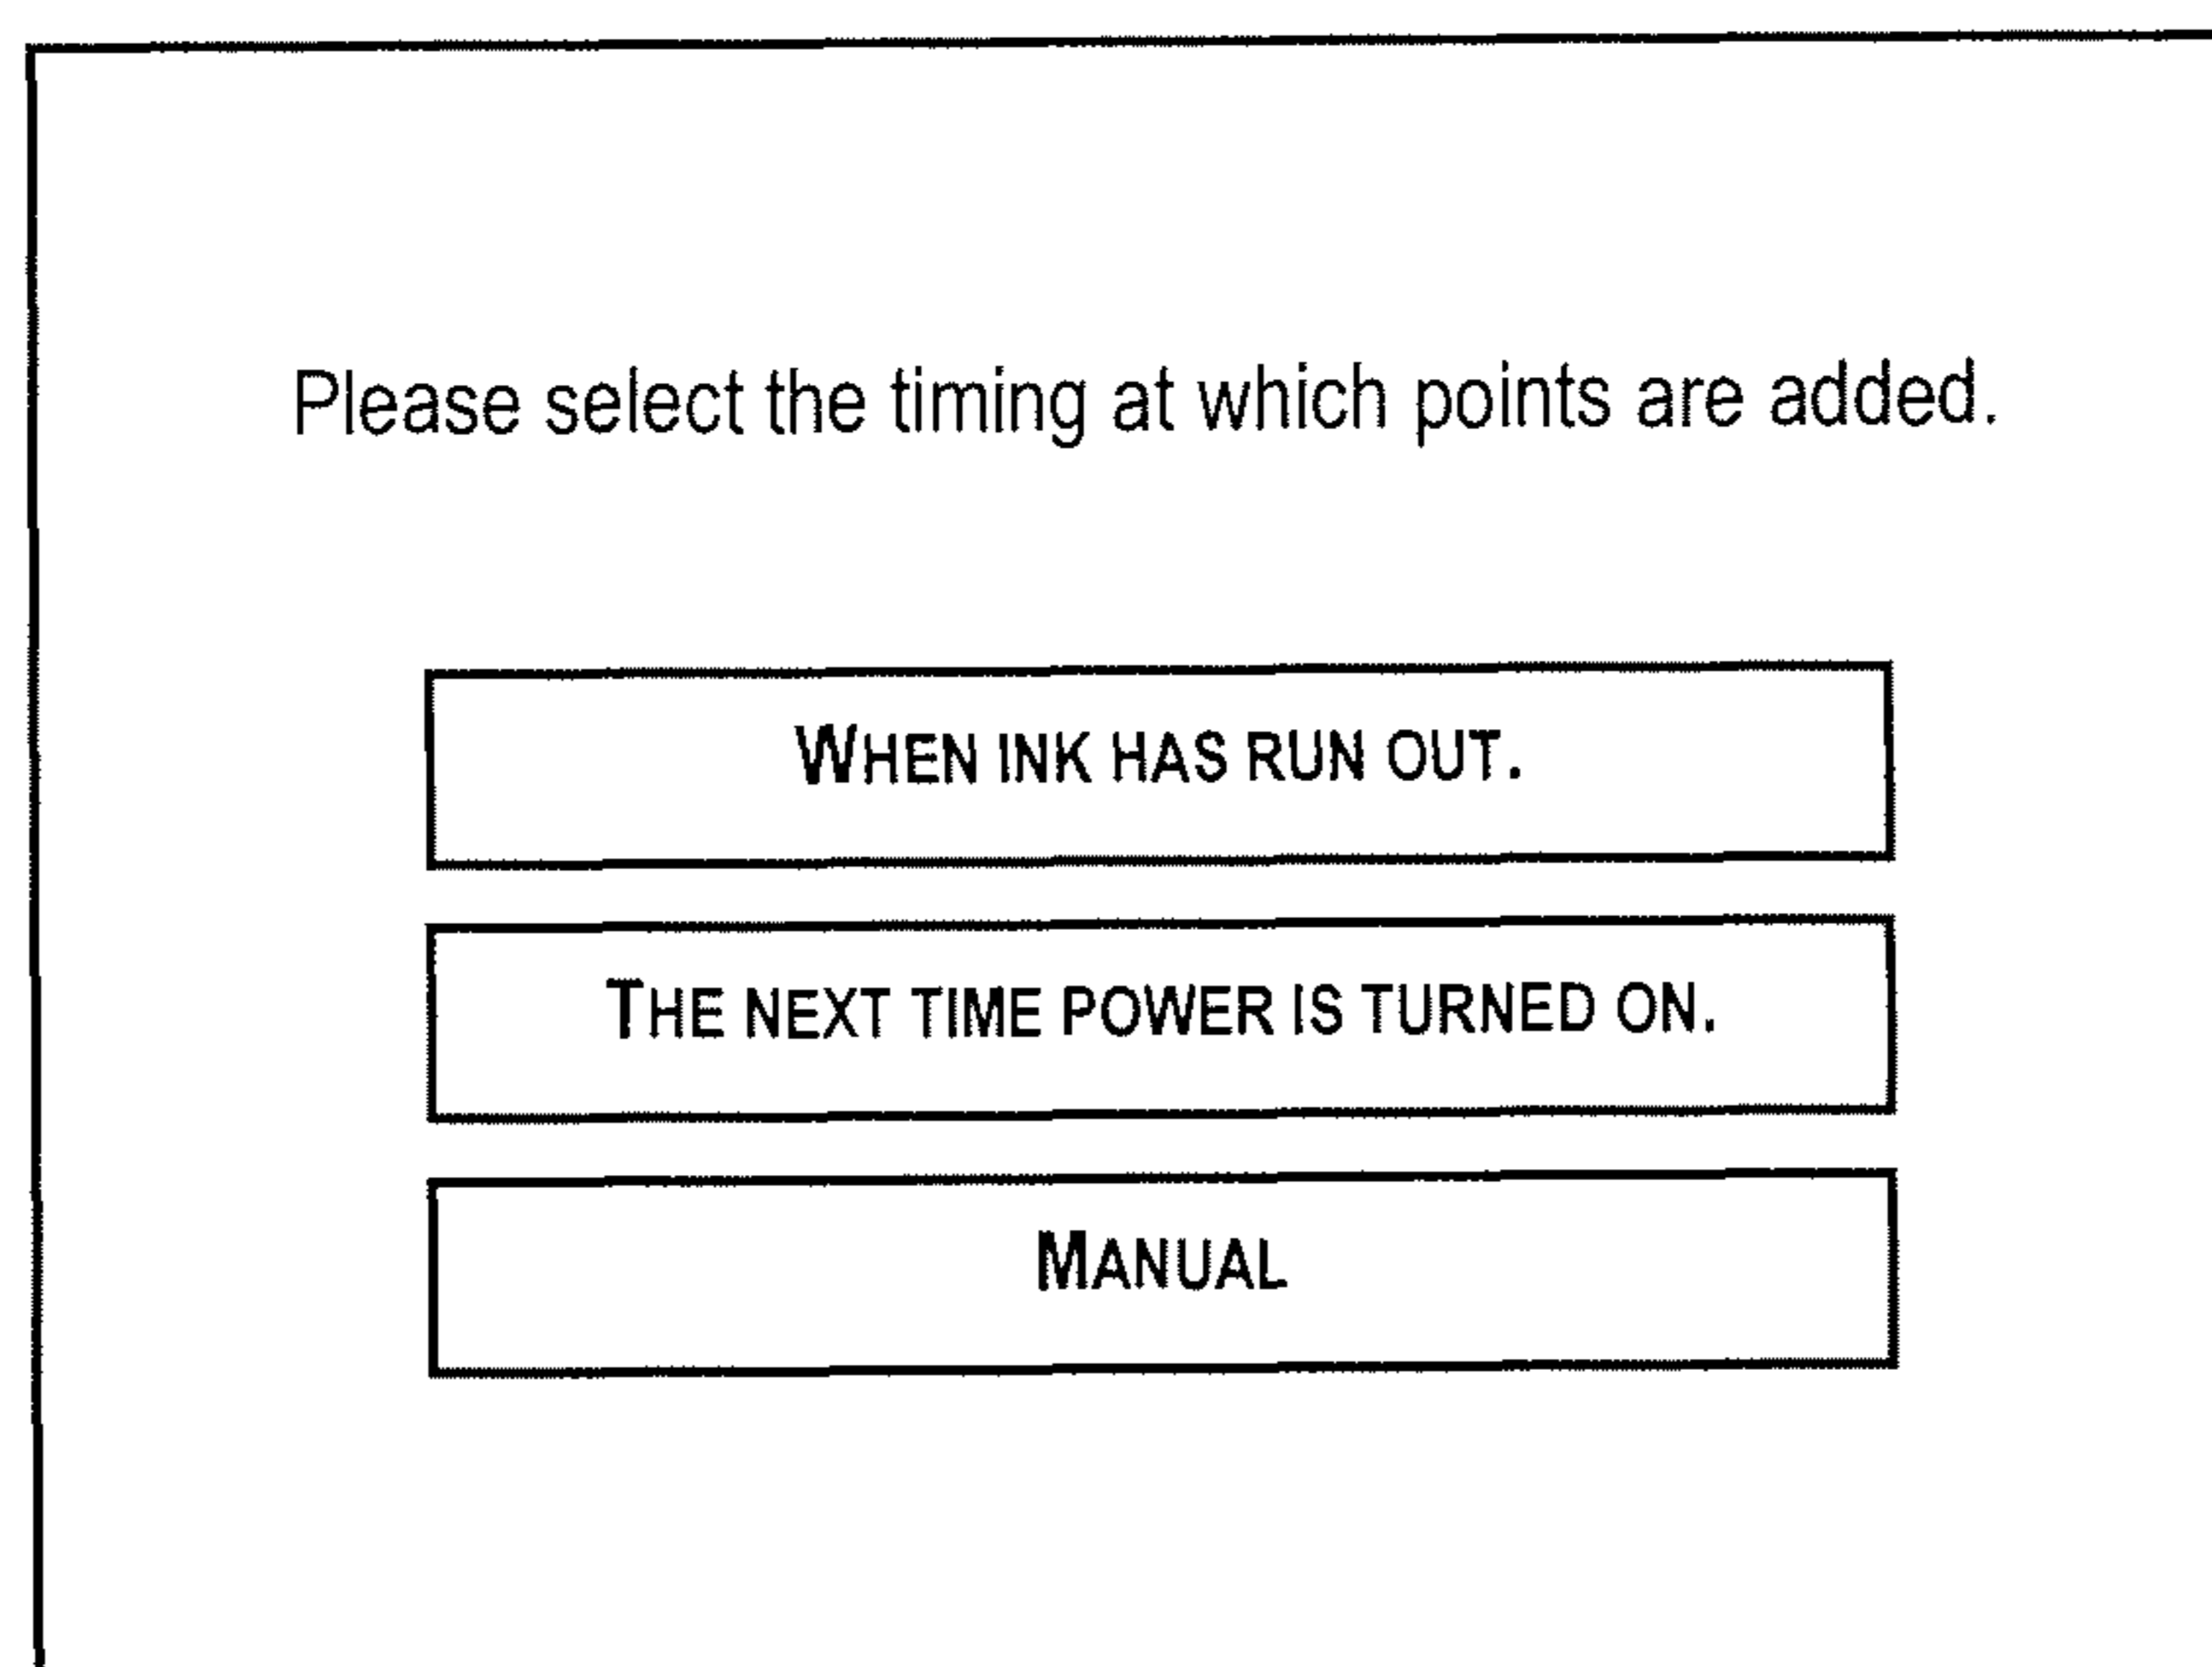 Please select the timing at which points are added.
WHEN INK HAS RUN OUT.
THE NEXT TIME POWER IS TURNED ON.
MANUAL